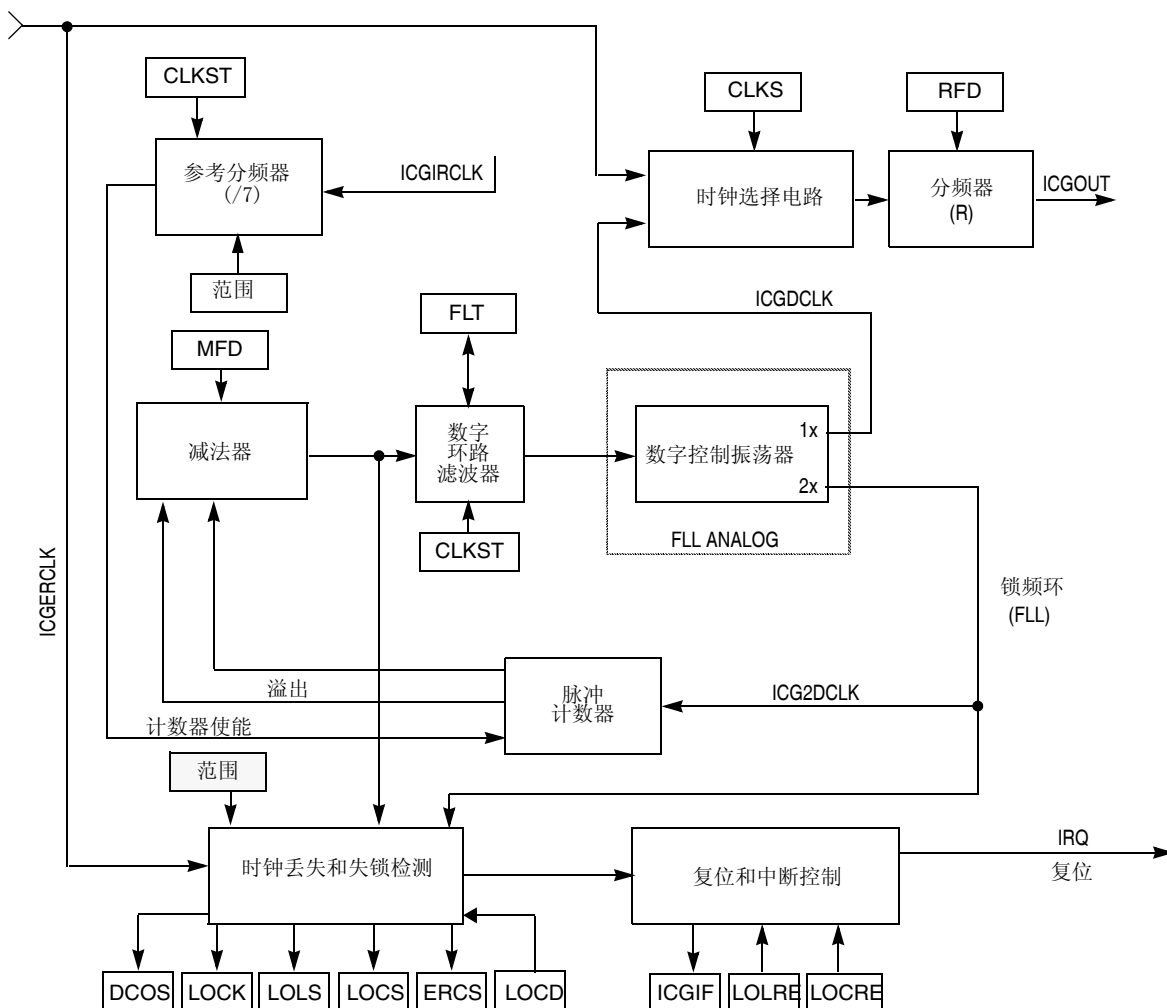 CLKST
CLKS
RFD
参考分频器
(/7)
ICGIRCLK
时钟选择电路
分频器
(R)
ICGOUT
范围
ICGDCLK
FLT
MFD
减法器
数字
环路
滤波器
1x
数字控制振荡器
2x
CLKST
FLL ANALOG
ICGERCLK
锁频环
(FLL)
溢出
脉冲
计数器
ICG2DCLK
计数器使能
范围
时钟丢失和失锁检测
复位和中断控制
IRQ
复位
DCOS
LOCK
LOLS
LOCS
ERCS
LOCD
ICGIF
LOLRE
LOCRE